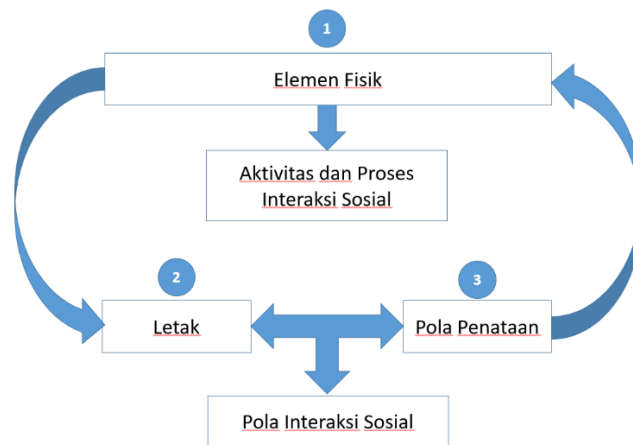 1
Elemen Fisik
Aktivitas dan Proses
Interaksi Sosial
2
3
Letak
Pola Penataan
Pola Interaksi Sosial